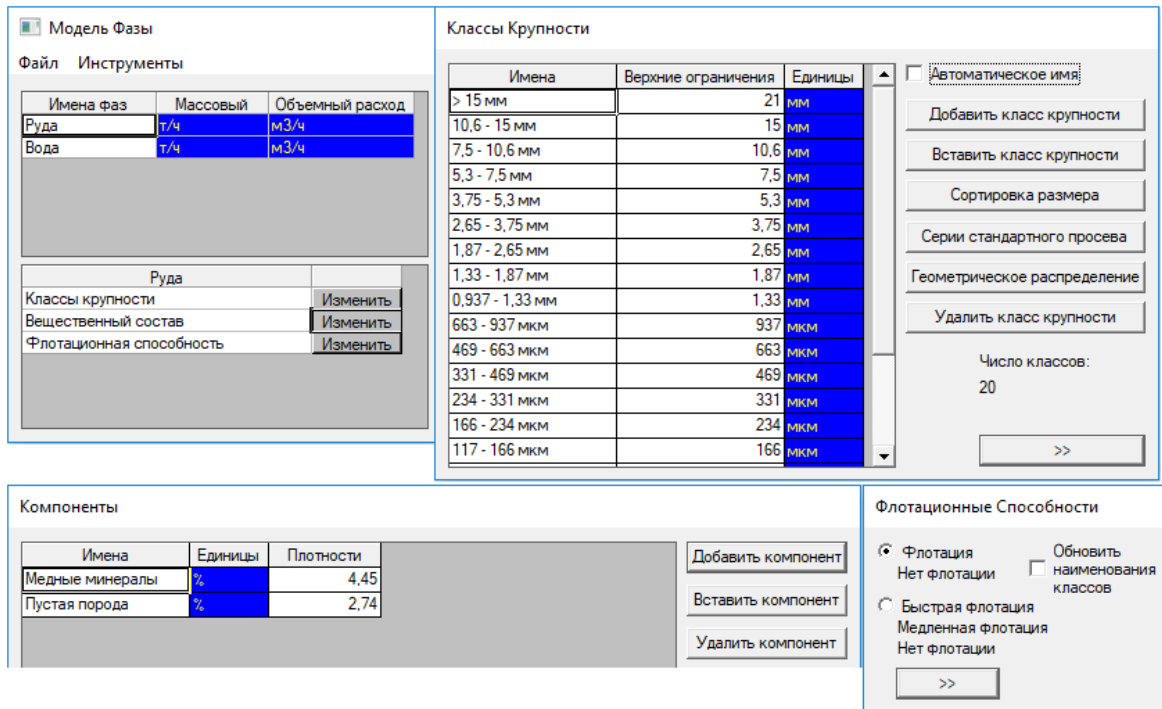 Модель Фазы
Файл Инструменты
Имена фаз Массовый Объемный расход
Руда т/ч м3/ч
Вода т/ч м3/ч
Руда
Классы крупности Изменить
Вещественный состав Изменить
Флотационная способность Изменить
Классы Крупности
Имена Верхние ограничения Единицы
> 15 мм 21 мм
10,6 - 15 мм 15 мм
7,5 - 10,6 мм 10,6 мм
5,3 - 7,5 мм 7,5 мм
3,75 - 5,3 мм 5,3 мм
2,65 - 3,75 мм 3,75 мм
1,87 - 2,65 мм 2,65 мм
1,33 - 1,87 мм 1,87 мм
0,937 - 1,33 мм 1,33 мм
663 - 937 мкм 937 мкм
469 - 663 мкм 663 мкм
331 - 469 мкм 469 мкм
234 - 331 мкм 331 мкм
166 - 234 мкм 234 мкм
117 - 166 мкм 166 мкм
Автоматическое имя
Добавить класс крупности
Вставить класс крупности
Сортировка размера
Серии стандартного просева
Геометрическое распределение
Удалить класс крупности
Число классов:
20
>>
Компоненты
Имена Единицы Плотности
Медные минералы % 4,45
Пустая порода % 2,74
Добавить компонент
Вставить компонент
Удалить компонент
Флотационные Способности
Флотация
Нет флотации
Обновить
наименования
классов
Быстрая флотация
Медленная флотация
Нет флотации
>>